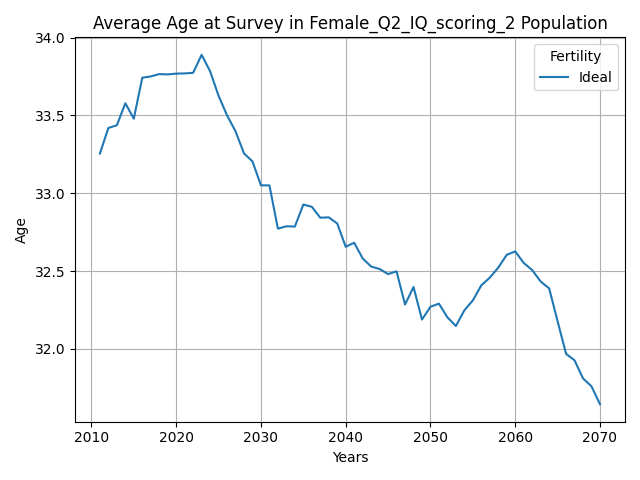 Average Age at Survey in Female_Q2_IQ_scoring_2 Population
Fertility
Ideal
34.0
33.5
33.0
32.5
32.0
Age
2010 2020 2030 2040 2050 2060 2070
Years